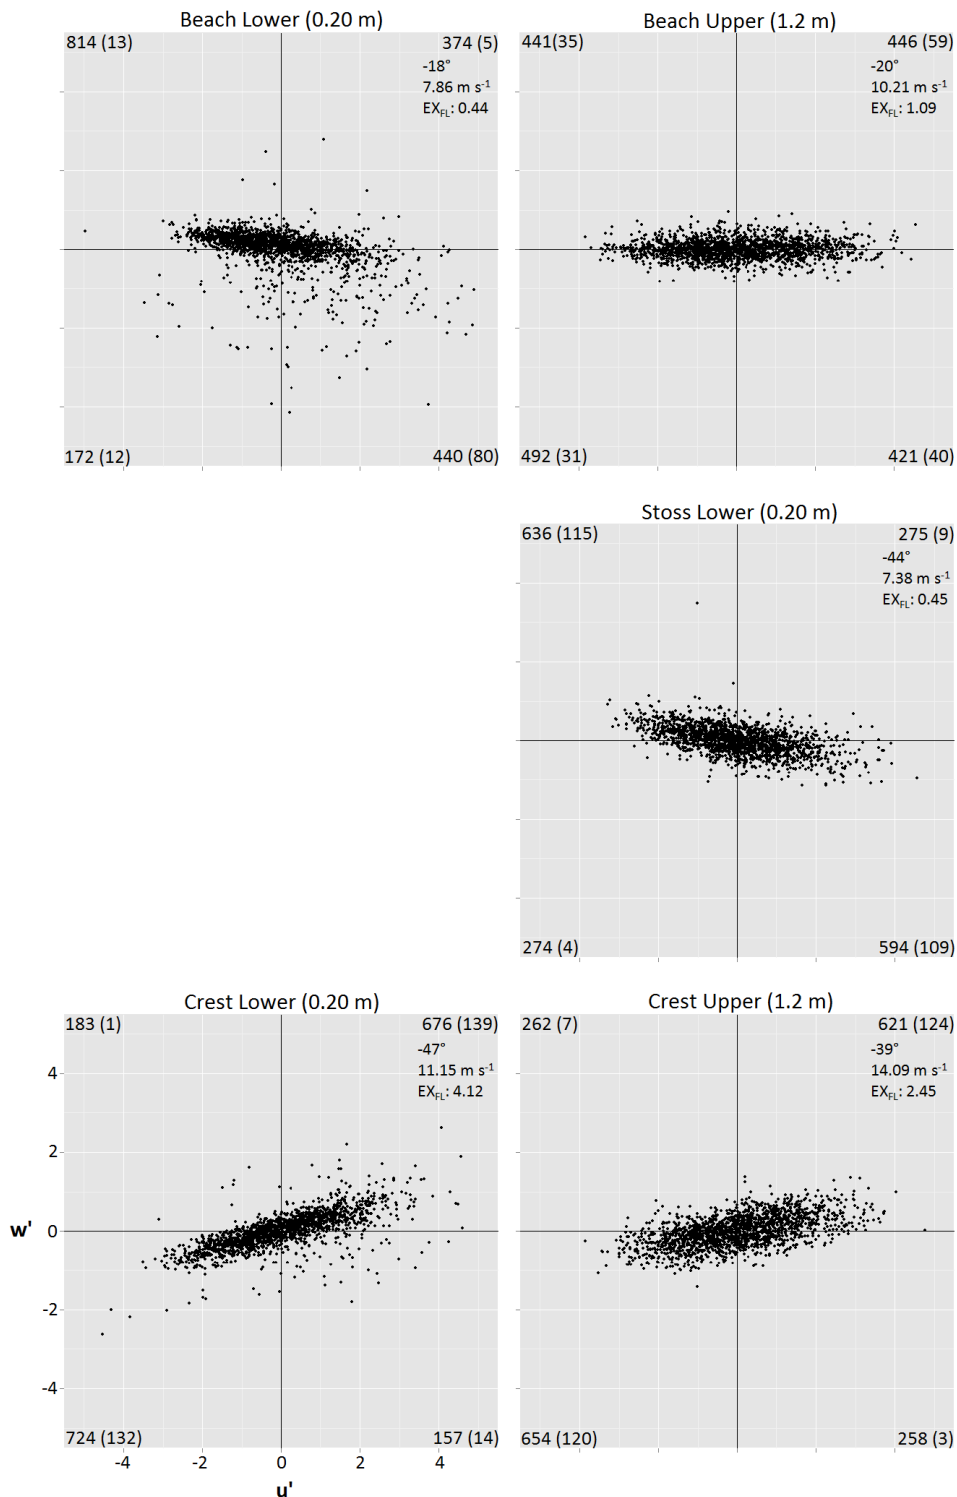 Beach Lower (0.20 m)
814 (13) 374 (5)
-18°
7.86 m s⁻¹
EX_FL: 0.44
172 (12) 440 (80)
Beach Upper (1.2 m)
441(35) 446 (59)
-20°
10.21 m s⁻¹
EX_FL: 1.09
492 (31) 421 (40)
Stoss Lower (0.20 m)
636 (115) 275 (9)
-44°
7.38 m s⁻¹
EX_FL: 0.45
274 (4) 594 (109)
Crest Lower (0.20 m)
183 (1) 676 (139)
-47°
11.15 m s⁻¹
EX_FL: 4.12
4
2
w' 0
-2
-4
724 (132) 157 (14)
-4 -2 0 2 4
u'
Crest Upper (1.2 m)
262 (7) 621 (124)
-39°
14.09 m s⁻¹
EX_FL: 2.45
654 (120) 258 (3)